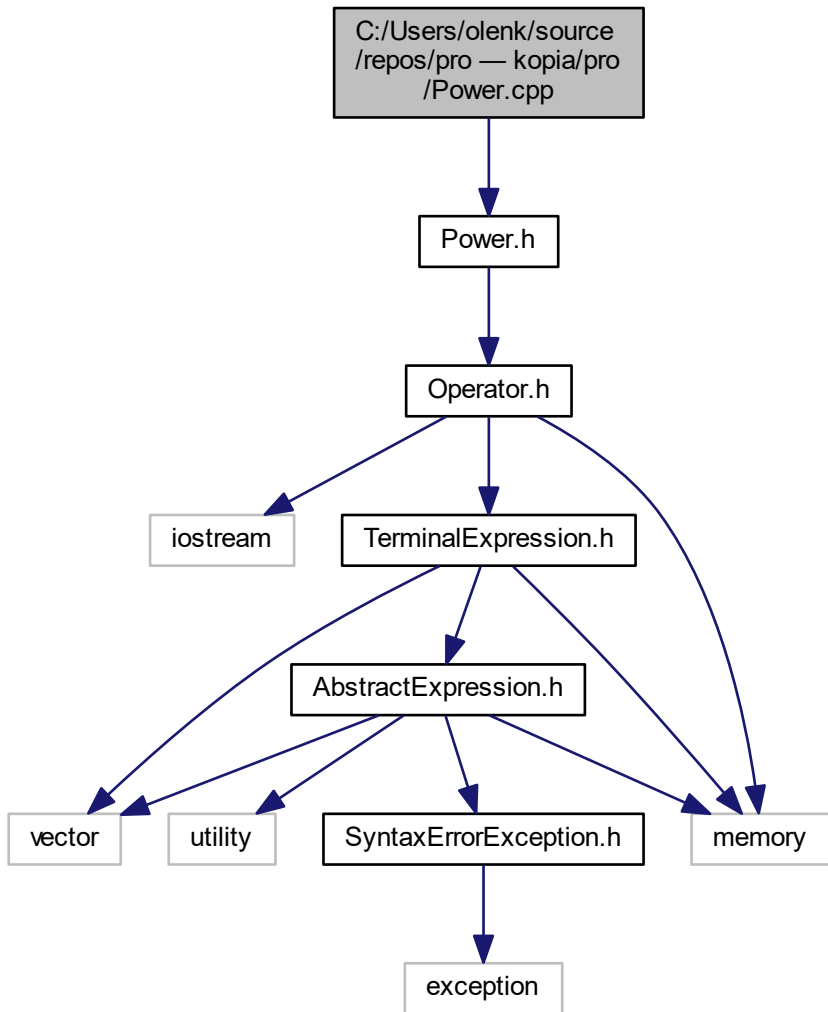 C:/Users/olenk/source
/repos/pro — kopia/pro
/Power.cpp
Power.h
Operator.h
iostream
TerminalExpression.h
AbstractExpression.h
vector
utility
SyntaxErrorException.h
memory
exception